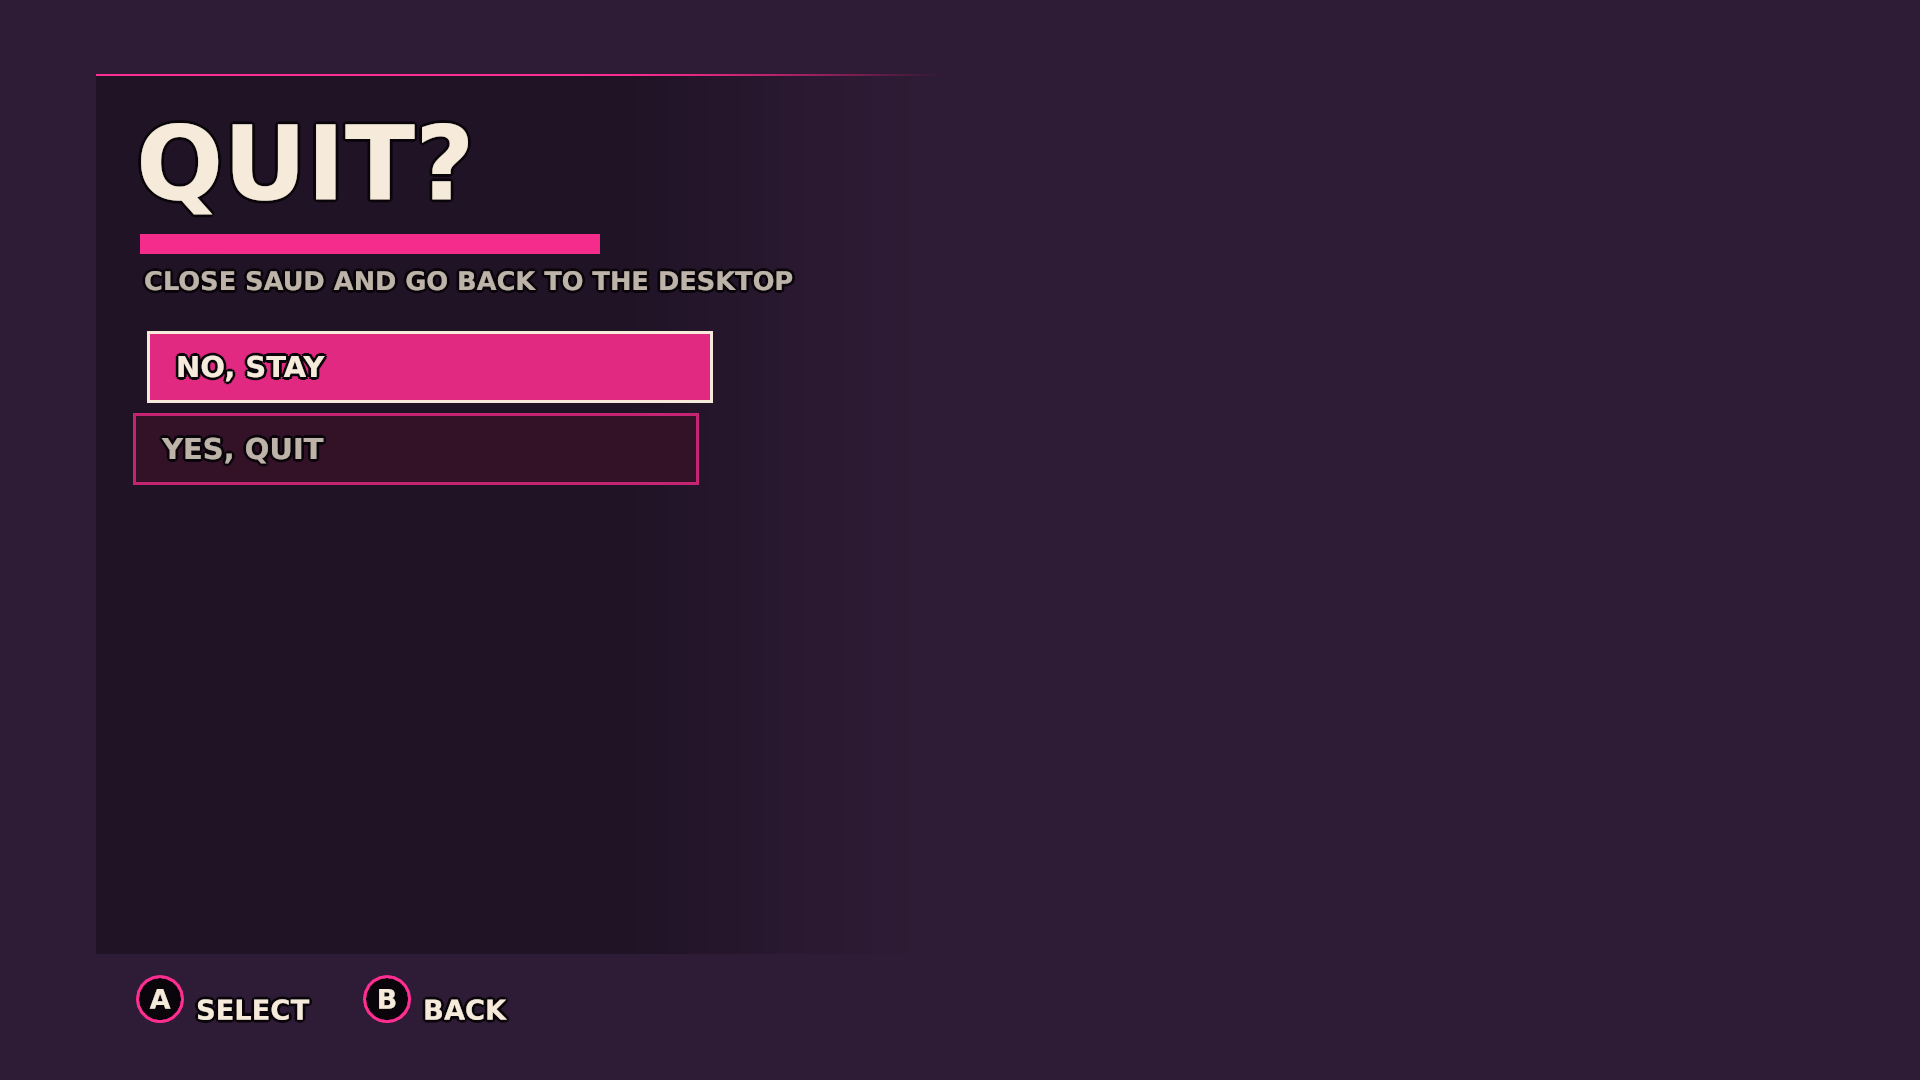 QUIT?
CLOSE SAUD AND GO BACK TO THE DESKTOP
NO, STAY
YES, QUIT
A SELECT B BACK